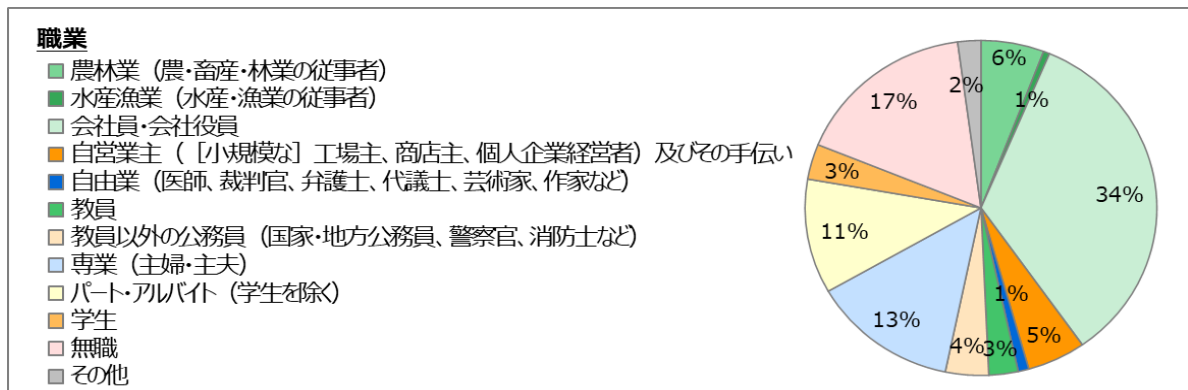 職業
農林業（農・畜産・林業の従事者）
水産漁業（水産・漁業の従事者）
会社員・会社役員
自営業主（［小規模な］工場主、商店主、個人企業経営者）及びその手伝い
自由業（医師、裁判官、弁護士、代議士、芸術家、作家など）
教員
教員以外の公務員（国家・地方公務員、警察官、消防士など）
専業（主婦・主夫）
パート・アルバイト（学生を除く）
学生
無職
その他
6%
1%
34%
5%
1%
3%
4%
13%
11%
3%
17%
2%